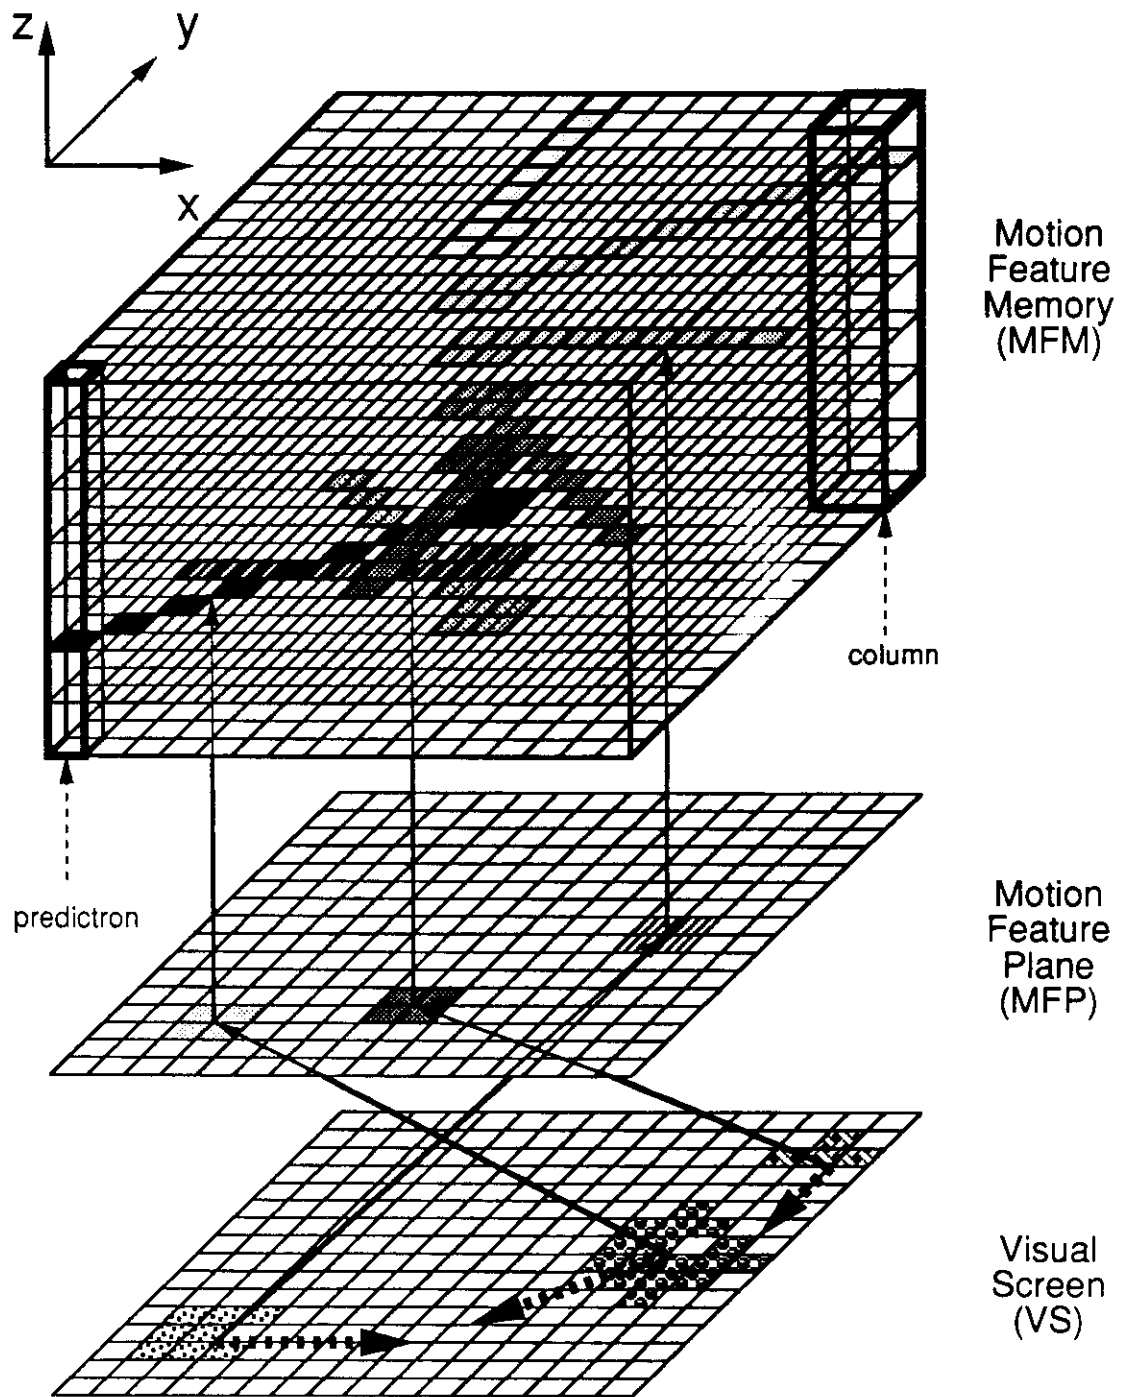 z
y
x
Motion
Feature
Memory
(MFM)
column
predictron
Motion
Feature
Plane
(MFP)
Visual
Screen
(VS)